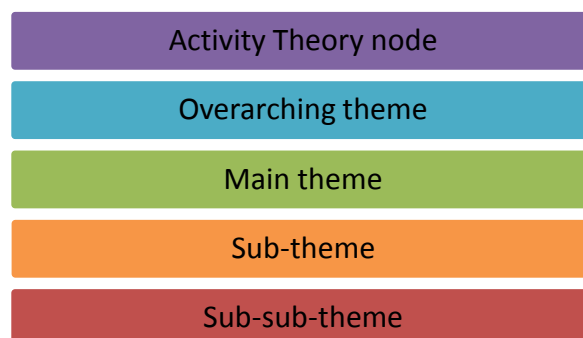 Activity Theory node
Overarching theme
Main theme
Sub-theme
Sub-sub-theme